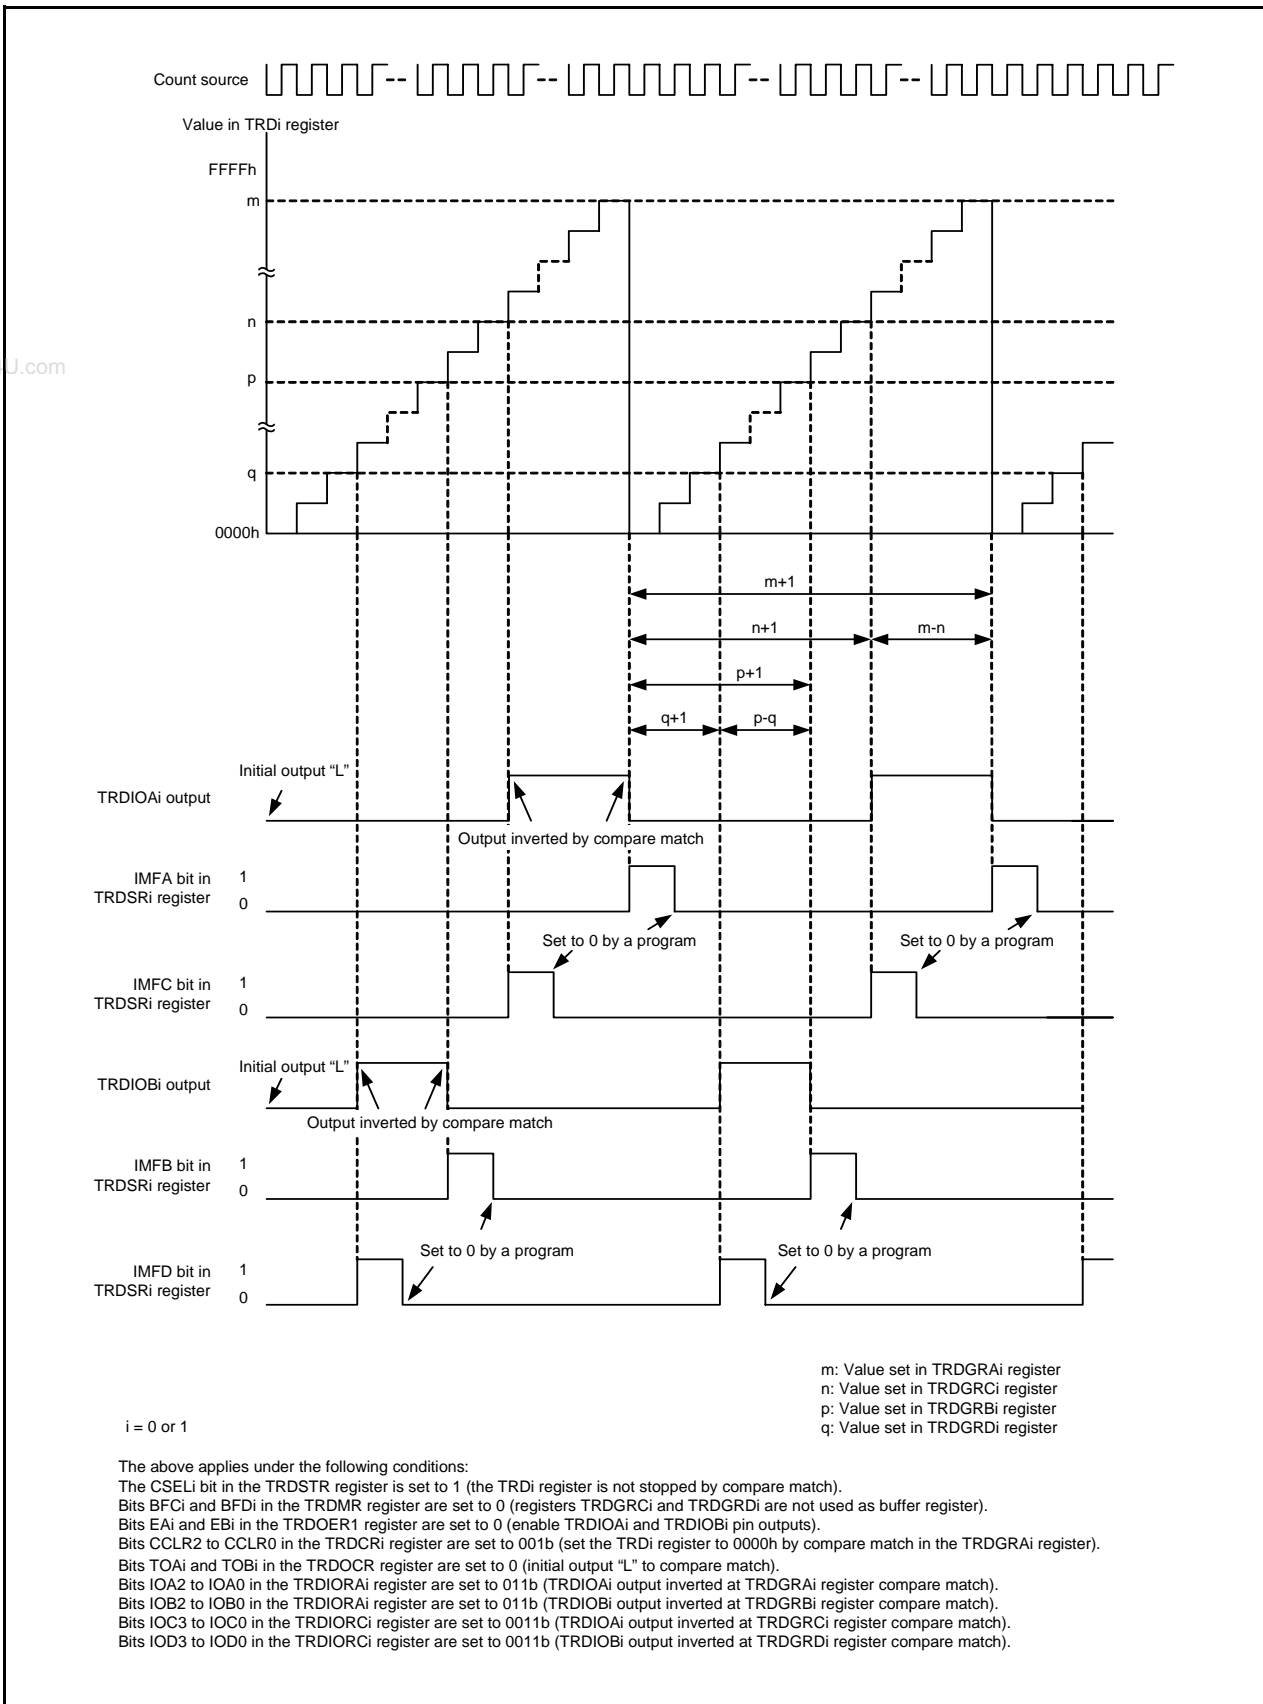 Count source
Value in TRDi register
FFFFh
m
n
U.com
p
q
0000h
m+1
n+1
m-n
p+1
q+1
p-q
Initial output “L”
TRDIOAi output
Output inverted by compare match
IMFA bit in
TRDSRi register
1
0
Set to 0 by a program
Set to 0 by a program
IMFC bit in
TRDSRi register
1
0
Initial output “L”
TRDIOBi output
Output inverted by compare match
IMFB bit in
TRDSRi register
1
0
Set to 0 by a program
Set to 0 by a program
IMFD bit in
TRDSRi register
1
0
m: Value set in TRDGRAi register
n: Value set in TRDGRCi register
p: Value set in TRDGRBi register
q: Value set in TRDGRDi register
i = 0 or 1
The above applies under the following conditions:
The CSELi bit in the TRDSTR register is set to 1 (the TRDi register is not stopped by compare match).
Bits BFCi and BFDi in the TRDMR register are set to 0 (registers TRDGRCi and TRDGRDi are not used as buffer register).
Bits EAi and EBi in the TRDOER1 register are set to 0 (enable TRDIOAi and TRDIOBi pin outputs).
Bits CCLR2 to CCLR0 in the TRDCRi register are set to 001b (set the TRDi register to 0000h by compare match in the TRDGRAi register).
Bits TOAi and TOBi in the TRDOCR register are set to 0 (initial output “L” to compare match).
Bits IOA2 to IOA0 in the TRDIORAi register are set to 011b (TRDIOAi output inverted at TRDGRAi register compare match).
Bits IOB2 to IOB0 in the TRDIORAi register are set to 011b (TRDIOBi output inverted at TRDGRBi register compare match).
Bits IOC3 to IOC0 in the TRDIORCi register are set to 0011b (TRDIOAi output inverted at TRDGRCi register compare match).
Bits IOD3 to IOD0 in the TRDIORCi register are set to 0011b (TRDIOBi output inverted at TRDGRDi register compare match).